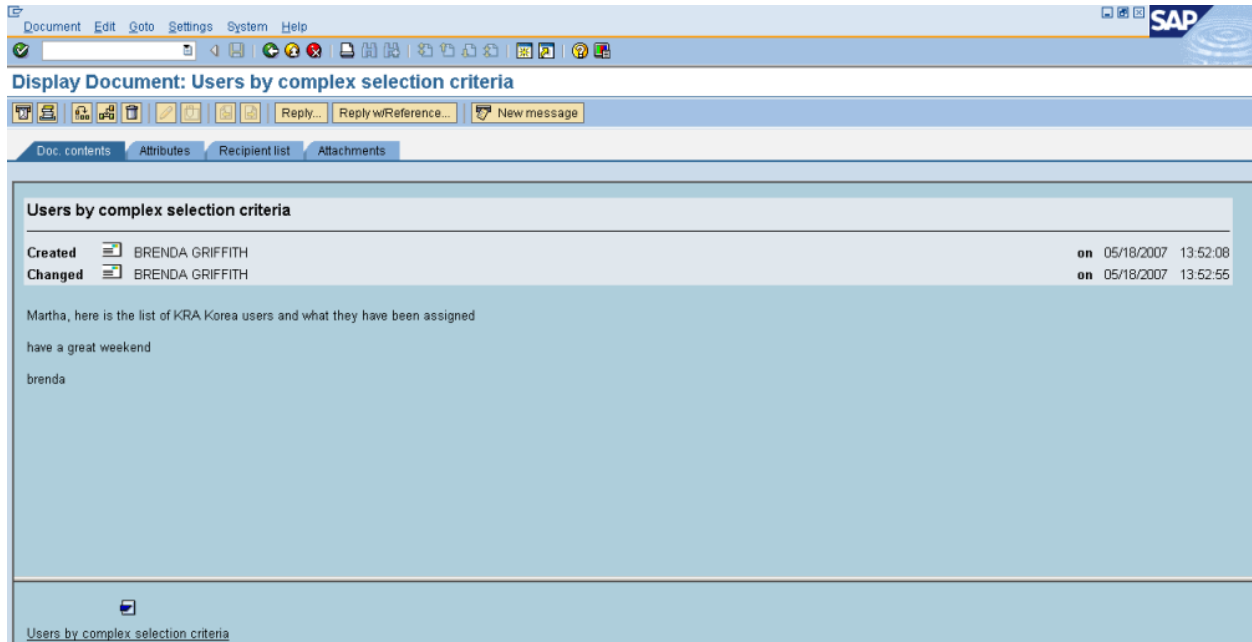 Document Edit Goto Settings System Help
SAP
Display Document: Users by complex selection criteria
Reply... Reply w/Reference... New message
Doc. contents Attributes Recipient list Attachments
Users by complex selection criteria
Created BRENDA GRIFFITH on 05/18/2007 13:52:08
Changed BRENDA GRIFFITH on 05/18/2007 13:52:55
Martha, here is the list of KRA Korea users and what they have been assigned
have a great weekend
brenda
Users by complex selection criteria